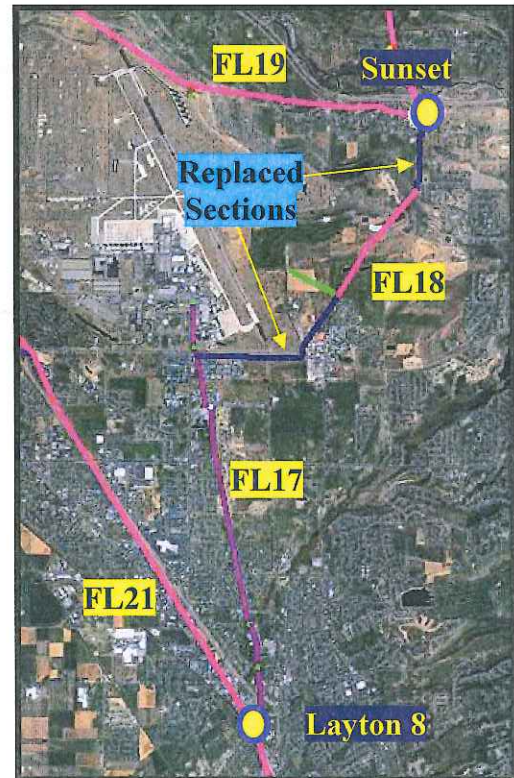 FL19
Sunset
Replaced
Sections
FL18
FL17
FL21
Layton 8